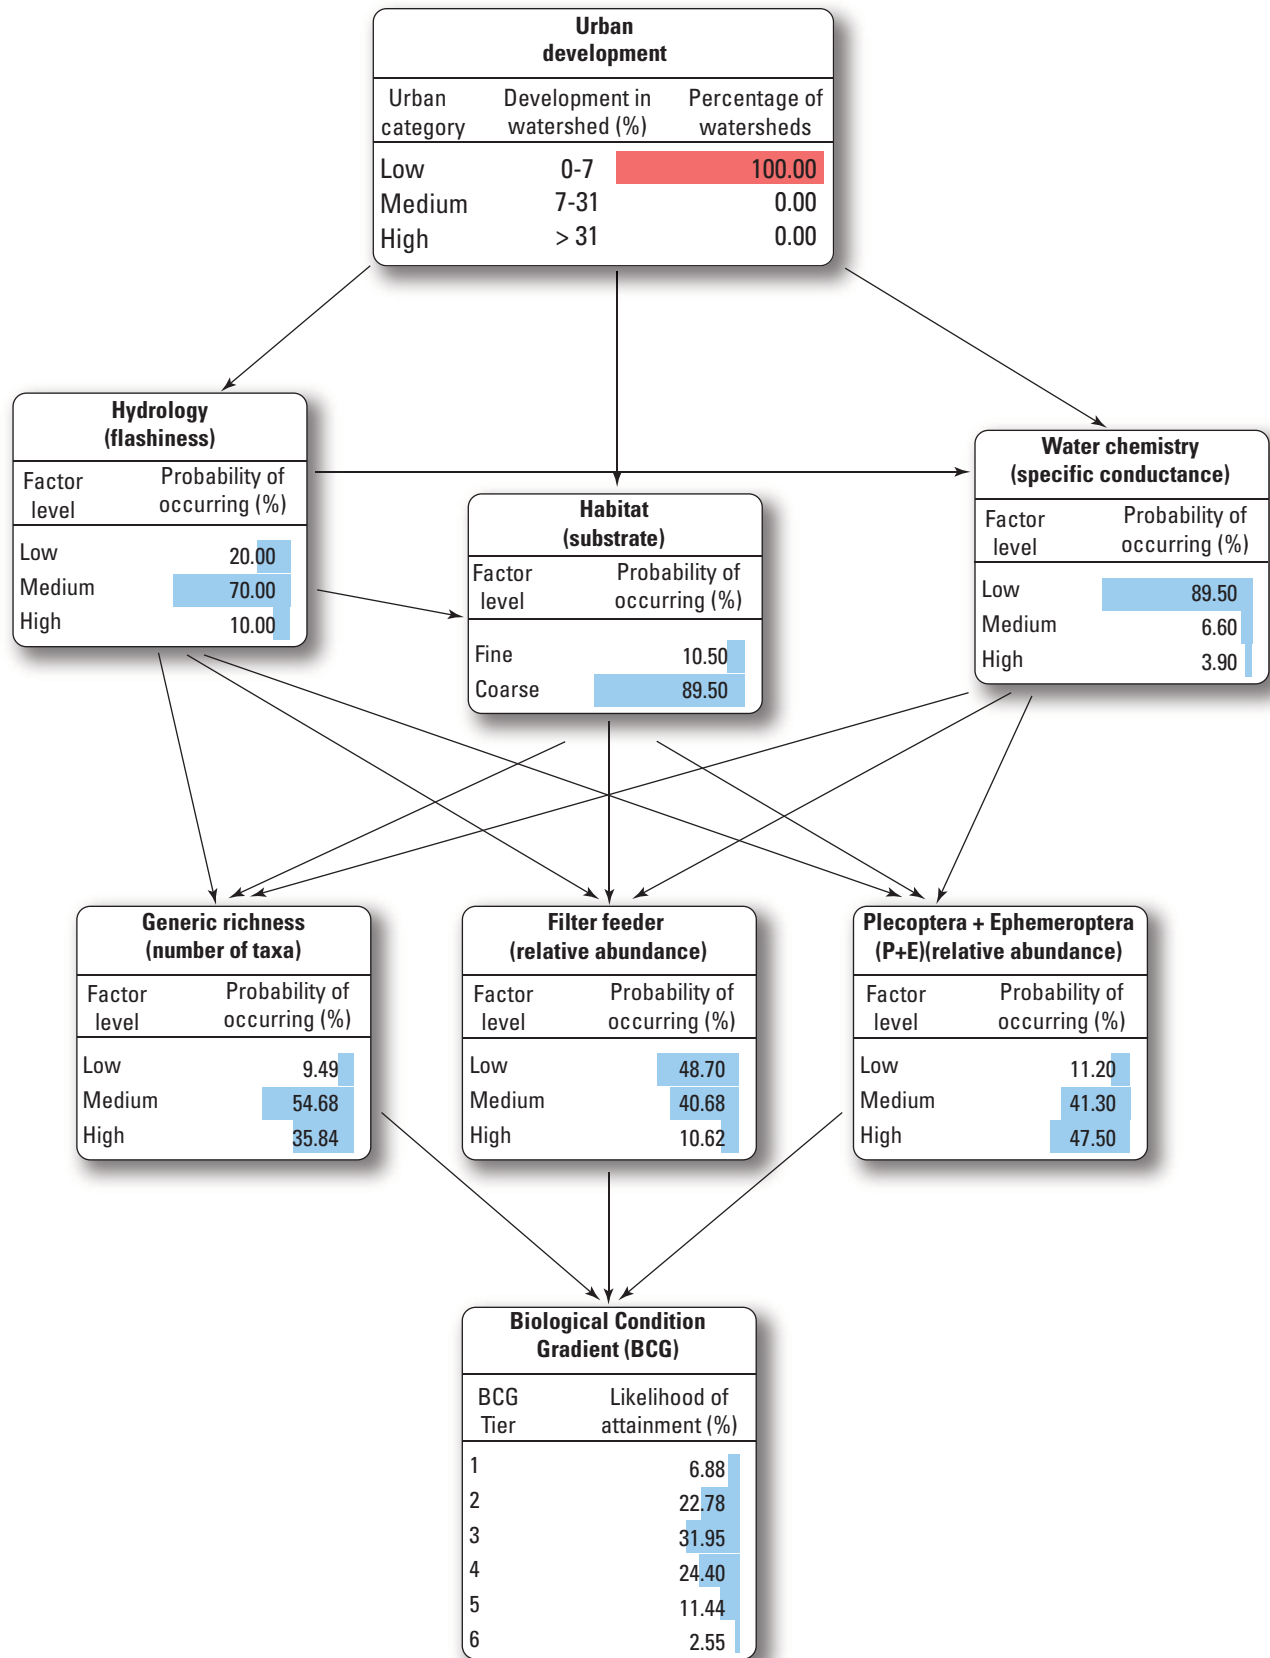 Urban
development
Urban category Development in watershed (%) Percentage of watersheds
Low 0-7 100.00
Medium 7-31 0.00
High > 31 0.00
Hydrology
(flashiness)
Factor level Probability of occurring (%)
Low 20.00
Medium 70.00
High 10.00
Habitat
(substrate)
Factor level Probability of occurring (%)
Fine 10.50
Coarse 89.50
Water chemistry
(specific conductance)
Factor level Probability of occurring (%)
Low 89.50
Medium 6.60
High 3.90
Generic richness
(number of taxa)
Factor level Probability of occurring (%)
Low 9.49
Medium 54.68
High 35.84
Filter feeder
(relative abundance)
Factor level Probability of occurring (%)
Low 48.70
Medium 40.68
High 10.62
Plecoptera + Ephemeroptera
(P+E)(relative abundance)
Factor level Probability of occurring (%)
Low 11.20
Medium 41.30
High 47.50
Biological Condition
Gradient (BCG)
BCG Tier Likelihood of attainment (%)
1 6.88
2 22.78
3 31.95
4 24.40
5 11.44
6 2.55